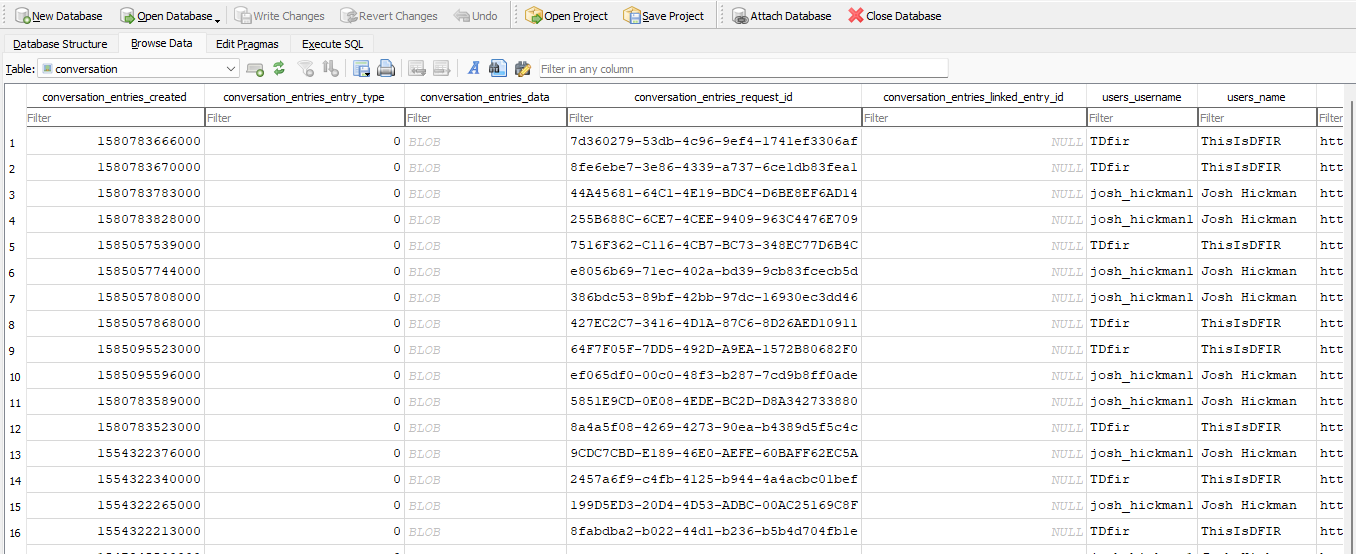 New Database Open Database Write Changes Revert Changes Undo Open Project Save Project Attach Database Close Database
Database Structure Browse Data Edit Pragmas Execute SQL
Table: conversation A Filter in any column
conversation_entries_created conversation_entries_entry_type conversation_entries_data conversation_entries_request_id conversation_entries_linked_entry_id users_username users_name
Filter Filter Filter Filter Filter Filter Filter Filter
1 1580783666000 0 BLOB 7d360279-53db-4c96-9ef4-1741ef3306af NULL TDfir ThisIsDFIR htt
2 1580783670000 0 BLOB 8fe6ebe7-3e86-4339-a737-6ce1db83fea1 NULL TDfir ThisIsDFIR htt
3 1580783783000 0 BLOB 44A45681-64C1-4E19-BDC4-D6BE8EF6AD14 NULL josh_hickman1 Josh Hickman htt
4 1580783828000 0 BLOB 255B688C-6CE7-4CEE-9409-963C4476E709 NULL josh_hickman1 Josh Hickman htt
5 1585057539000 0 BLOB 7516F362-C116-4CB7-BC73-348EC77D6B4C NULL TDfir ThisIsDFIR htt
6 1585057744000 0 BLOB e8056b69-71ec-402a-bd39-9cb83fcecb5d NULL josh_hickman1 Josh Hickman htt
7 1585057808000 0 BLOB 386bdc53-89bf-42bb-97dc-16930ec3dd46 NULL josh_hickman1 Josh Hickman htt
8 1585057868000 0 BLOB 427EC2C7-3416-4D1A-87C6-8D26AED10911 NULL TDfir ThisIsDFIR htt
9 1585095523000 0 BLOB 64F7F05F-7DD5-492D-A9EA-1572B80682F0 NULL TDfir ThisIsDFIR htt
10 1585095596000 0 BLOB ef065df0-00c0-48f3-b287-7cd9b8ff0ade NULL josh_hickman1 Josh Hickman htt
11 1580783589000 0 BLOB 5851E9CD-0E08-4EDE-BC2D-D8A342733880 NULL josh_hickman1 Josh Hickman htt
12 1580783523000 0 BLOB 8a4a5f08-4269-4273-90ea-b4389d5f5c4c NULL TDfir ThisIsDFIR htt
13 1554322376000 0 BLOB 9CDC7CBD-E189-46E0-AEFE-60BAFF62EC5A NULL josh_hickman1 Josh Hickman htt
14 1554322340000 0 BLOB 2457a6f9-c4fb-4125-b944-4a4acbc01bef NULL TDfir ThisIsDFIR htt
15 1554322265000 0 BLOB 199D5ED3-20D4-4D53-ADBC-00AC25169C8F NULL josh_hickman1 Josh Hickman htt
16 1554322213000 0 BLOB 8fabdba2-b022-44d1-b236-b5b4d704fb1e NULL TDfir ThisIsDFIR htt